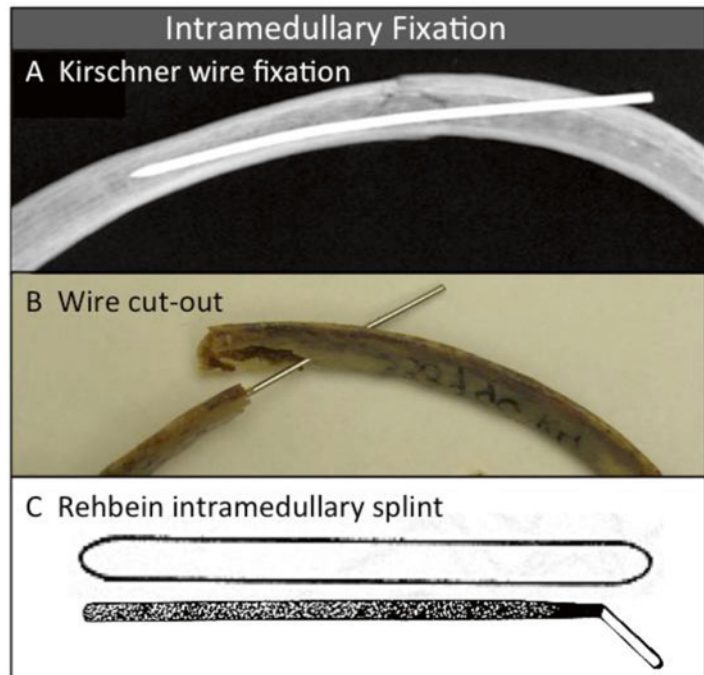 Intramedullary Fixation
A Kirschner wire fixation
B Wire cut-out
C Rehbein intramedullary splint